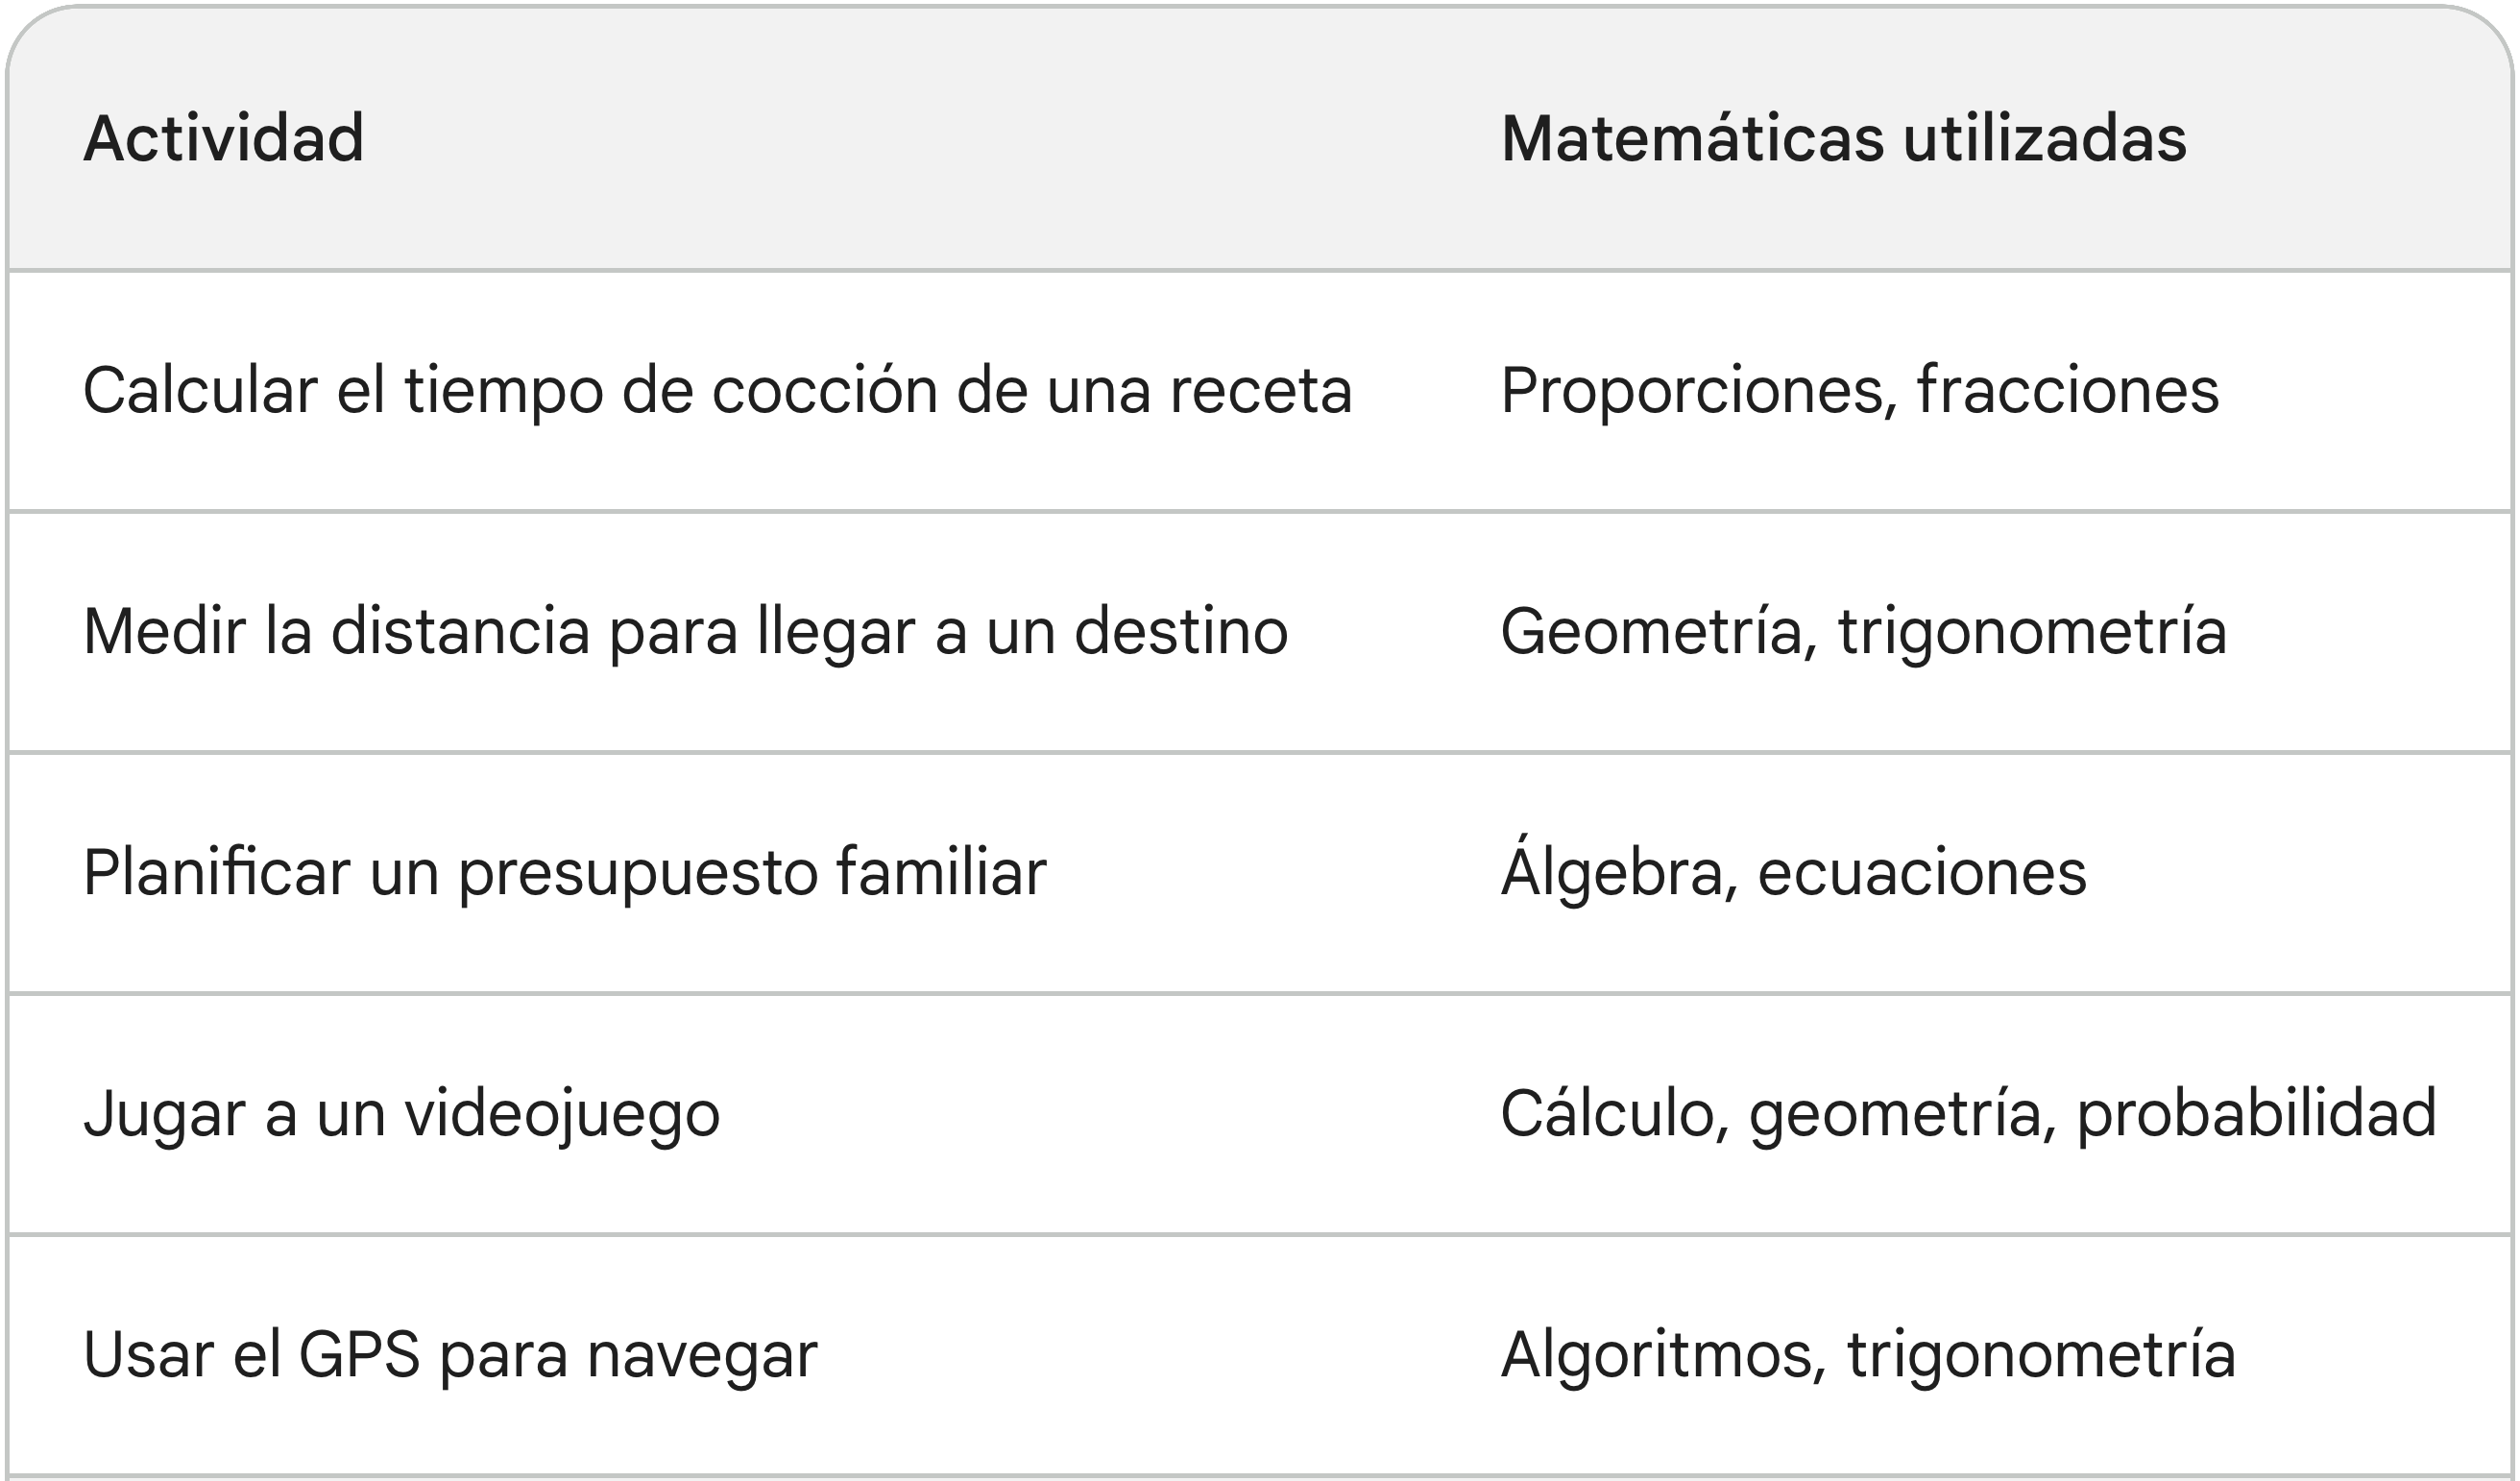 Actividad Matemáticas utilizadas
Calcular el tiempo de cocción de una receta Proporciones, fracciones
Medir la distancia para llegar a un destino Geometría, trigonometría
Planificar un presupuesto familiar Álgebra, ecuaciones
Jugar a un videojuego Cálculo, geometría, probabilidad
Usar el GPS para navegar Algoritmos, trigonometría